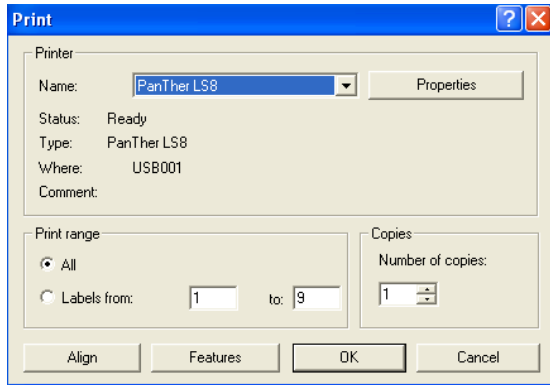 Print
Printer
Name: PanTher LS8 Properties
Status: Ready
Type: PanTher LS8
Where: USB001
Comment:
Print range
All
Labels from: 1 to: 9
Copies
Number of copies:
1
Align Features OK Cancel